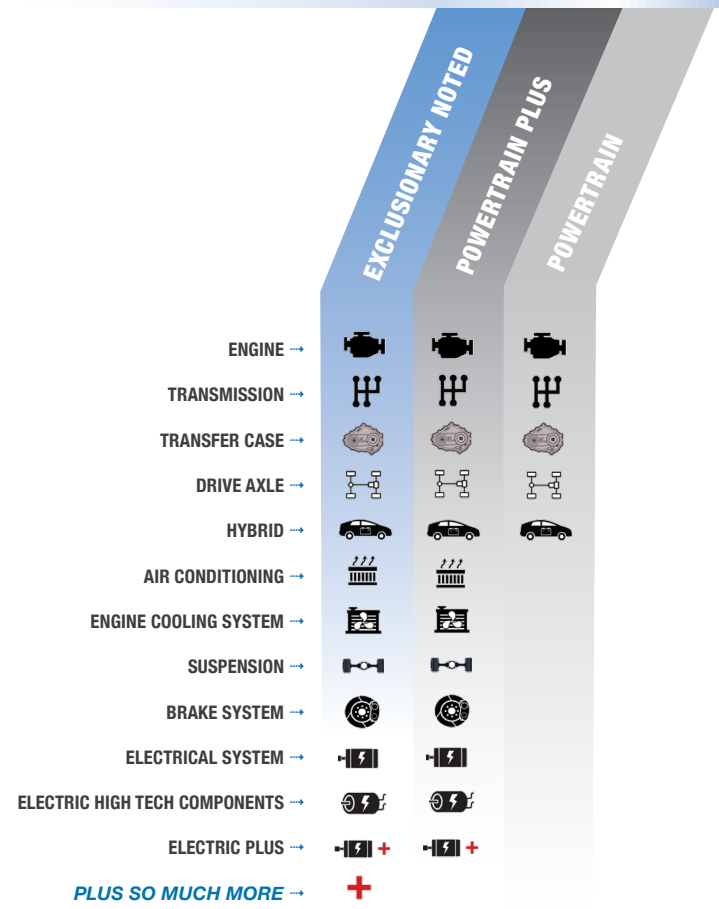 EXCLUSIONARY NOTED
POWERTRAIN PLUS
POWERTRAIN
ENGINE
TRANSMISSION
TRANSFER CASE
DRIVE AXLE
HYBRID
AIR CONDITIONING
ENGINE COOLING SYSTEM
SUSPENSION
BRAKE SYSTEM
ELECTRICAL SYSTEM
ELECTRIC HIGH TECH COMPONENTS
ELECTRIC PLUS
PLUS SO MUCH MORE